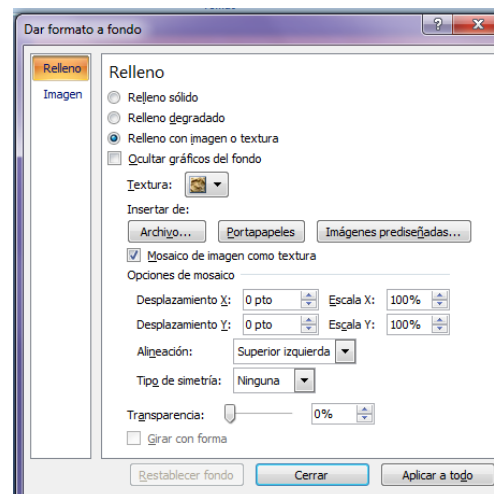 Dar formato a fondo
Relleno
Imagen
Relleno
Relleno sólido
Relleno degradado
Relleno con imagen o textura
Ocultar gráficos del fondo
Textura:
Insertar de:
Archivo... Portapapeles Imágenes prediseñadas...
Mosaico de imagen como textura
Opciones de mosaico
Desplazamiento X: 0 pto Escala X: 100%
Desplazamiento Y: 0 pto Escala Y: 100%
Alineación: Superior izquierda
Tipo de simetría: Ninguna
Transparencia: 0%
Girar con forma
Restablecer fondo Cerrar Aplicar a todo